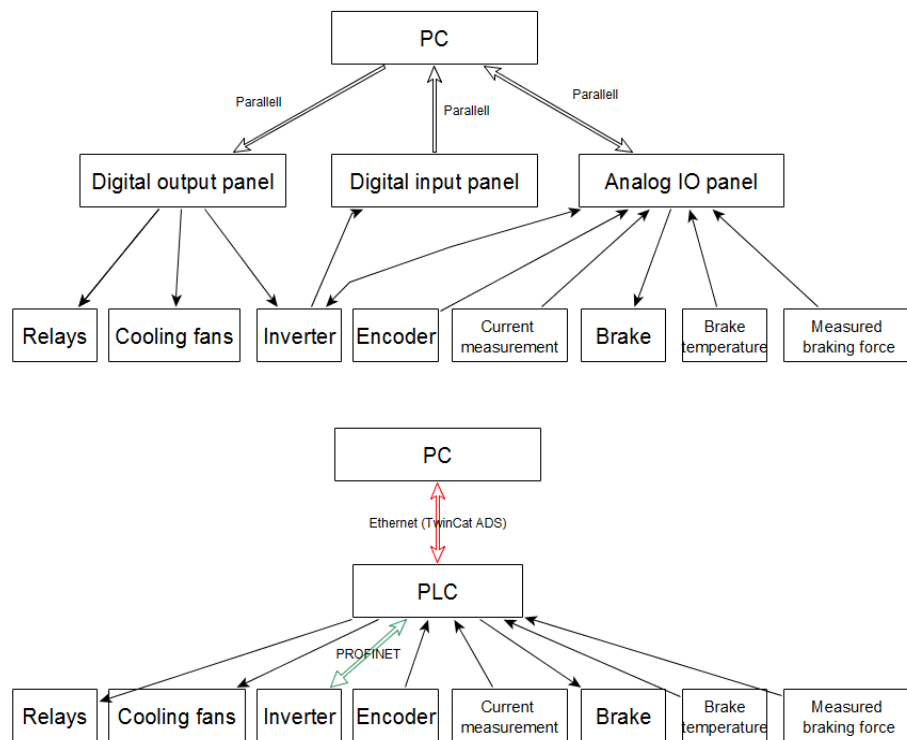 PC
Parallell
Parallell
Parallell
Digital output panel
Digital input panel
Analog IO panel
Relays
Cooling fans
Inverter
Encoder
Current
measurement
Brake
Brake
temperature
Measured
braking force
PC
Ethernet (TwinCat ADS)
PLC
PROFINET
Relays
Cooling fans
Inverter
Encoder
Current
measurement
Brake
Brake
temperature
Measured
braking force